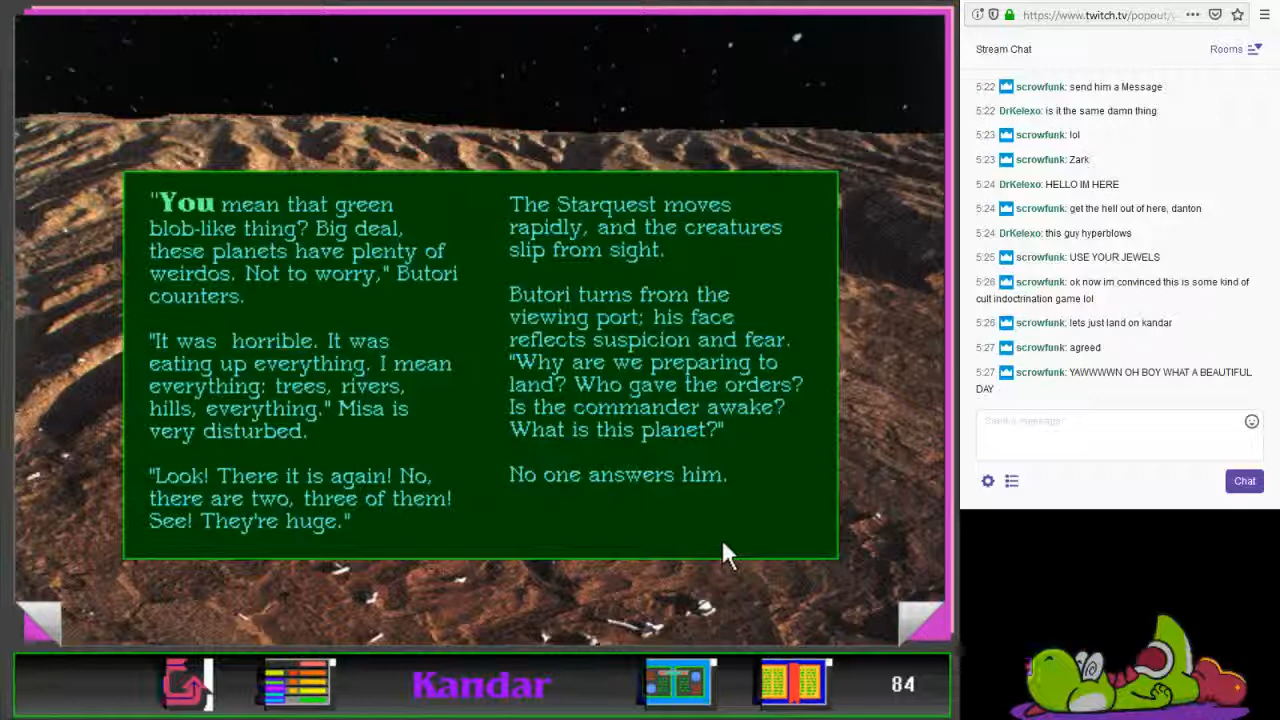 "You mean that green
blob-like thing? Big deal,
these planets have plenty of
weirdos. Not to worry," Butori
counters.
"It was horrible. It was
eating up everything. I mean
everything: trees, rivers,
hills, everything." Misa is
very disturbed.
"Look! There it is again! No,
there are two, three of them!
See! They're huge."
The Starquest moves
rapidly, and the creatures
slip from sight.
Butori turns from the
viewing port; his face
reflects suspicion and fear.
"Why are we preparing to
land? Who gave the orders?
Is the commander awake?
What is this planet?"
No one answers him.
Kandar
84
https://www.twitch.tv/popout/
Stream Chat
Rooms
5:22 scrowfunk: send him a Message
5:22 DrKelexo: is it the same damn thing
5:23 scrowfunk: lol
5:23 scrowfunk: Zark
5:24 DrKelexo: HELLO IM HERE
5:24 scrowfunk: get the hell out of here, danton
5:24 DrKelexo: this guy hyperblows
5:25 scrowfunk: USE YOUR JEWELS
5:26 scrowfunk: ok now im convinced this is some kind of
cult indoctrination game lol
5:26 scrowfunk: lets just land on kandar
5:27 scrowfunk: agreed
5:27 scrowfunk: YAWWWWN OH BOY WHAT A BEAUTIFUL
DAY
Send a message
Chat